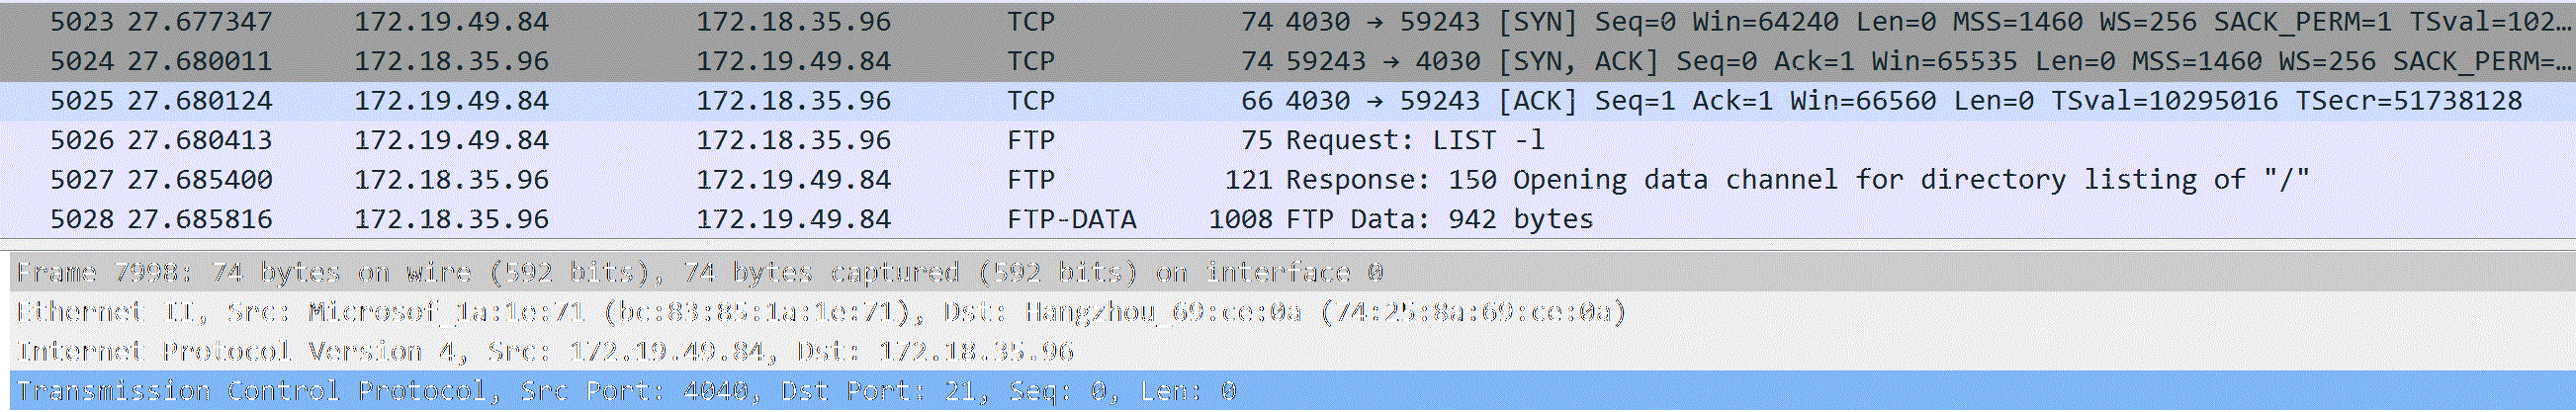 5023 27.677347 172.19.49.84 172.18.35.96 TCP 74 4030 → 59243 [SYN] Seq=0 Win=64240 Len=0 MSS=1460 WS=256 SACK_PERM=1 TSval=102…
5024 27.680011 172.18.35.96 172.19.49.84 TCP 74 59243 → 4030 [SYN, ACK] Seq=0 Ack=1 Win=65535 Len=0 MSS=1460 WS=256 SACK_PERM=…
5025 27.680124 172.19.49.84 172.18.35.96 TCP 66 4030 → 59243 [ACK] Seq=1 Ack=1 Win=66560 Len=0 TSval=10295016 TSecr=51738128
5026 27.680413 172.19.49.84 172.18.35.96 FTP 75 Request: LIST -l
5027 27.685400 172.18.35.96 172.19.49.84 FTP 121 Response: 150 Opening data channel for directory listing of "/"
5028 27.685816 172.18.35.96 172.19.49.84 FTP-DATA 1008 FTP Data: 942 bytes
Frame 7998: 74 bytes on wire (592 bits), 74 bytes captured (592 bits) on interface 0
Ethernet II, Src: Microsof_1a:1e:71 (bc:83:85:1a:1e:71), Dst: Hangzhou_69:ce:0a (74:25:8a:69:ce:0a)
Internet Protocol Version 4, Src: 172.19.49.84, Dst: 172.18.35.96
Transmission Control Protocol, Src Port: 4040, Dst Port: 21, Seq: 0, Len: 0